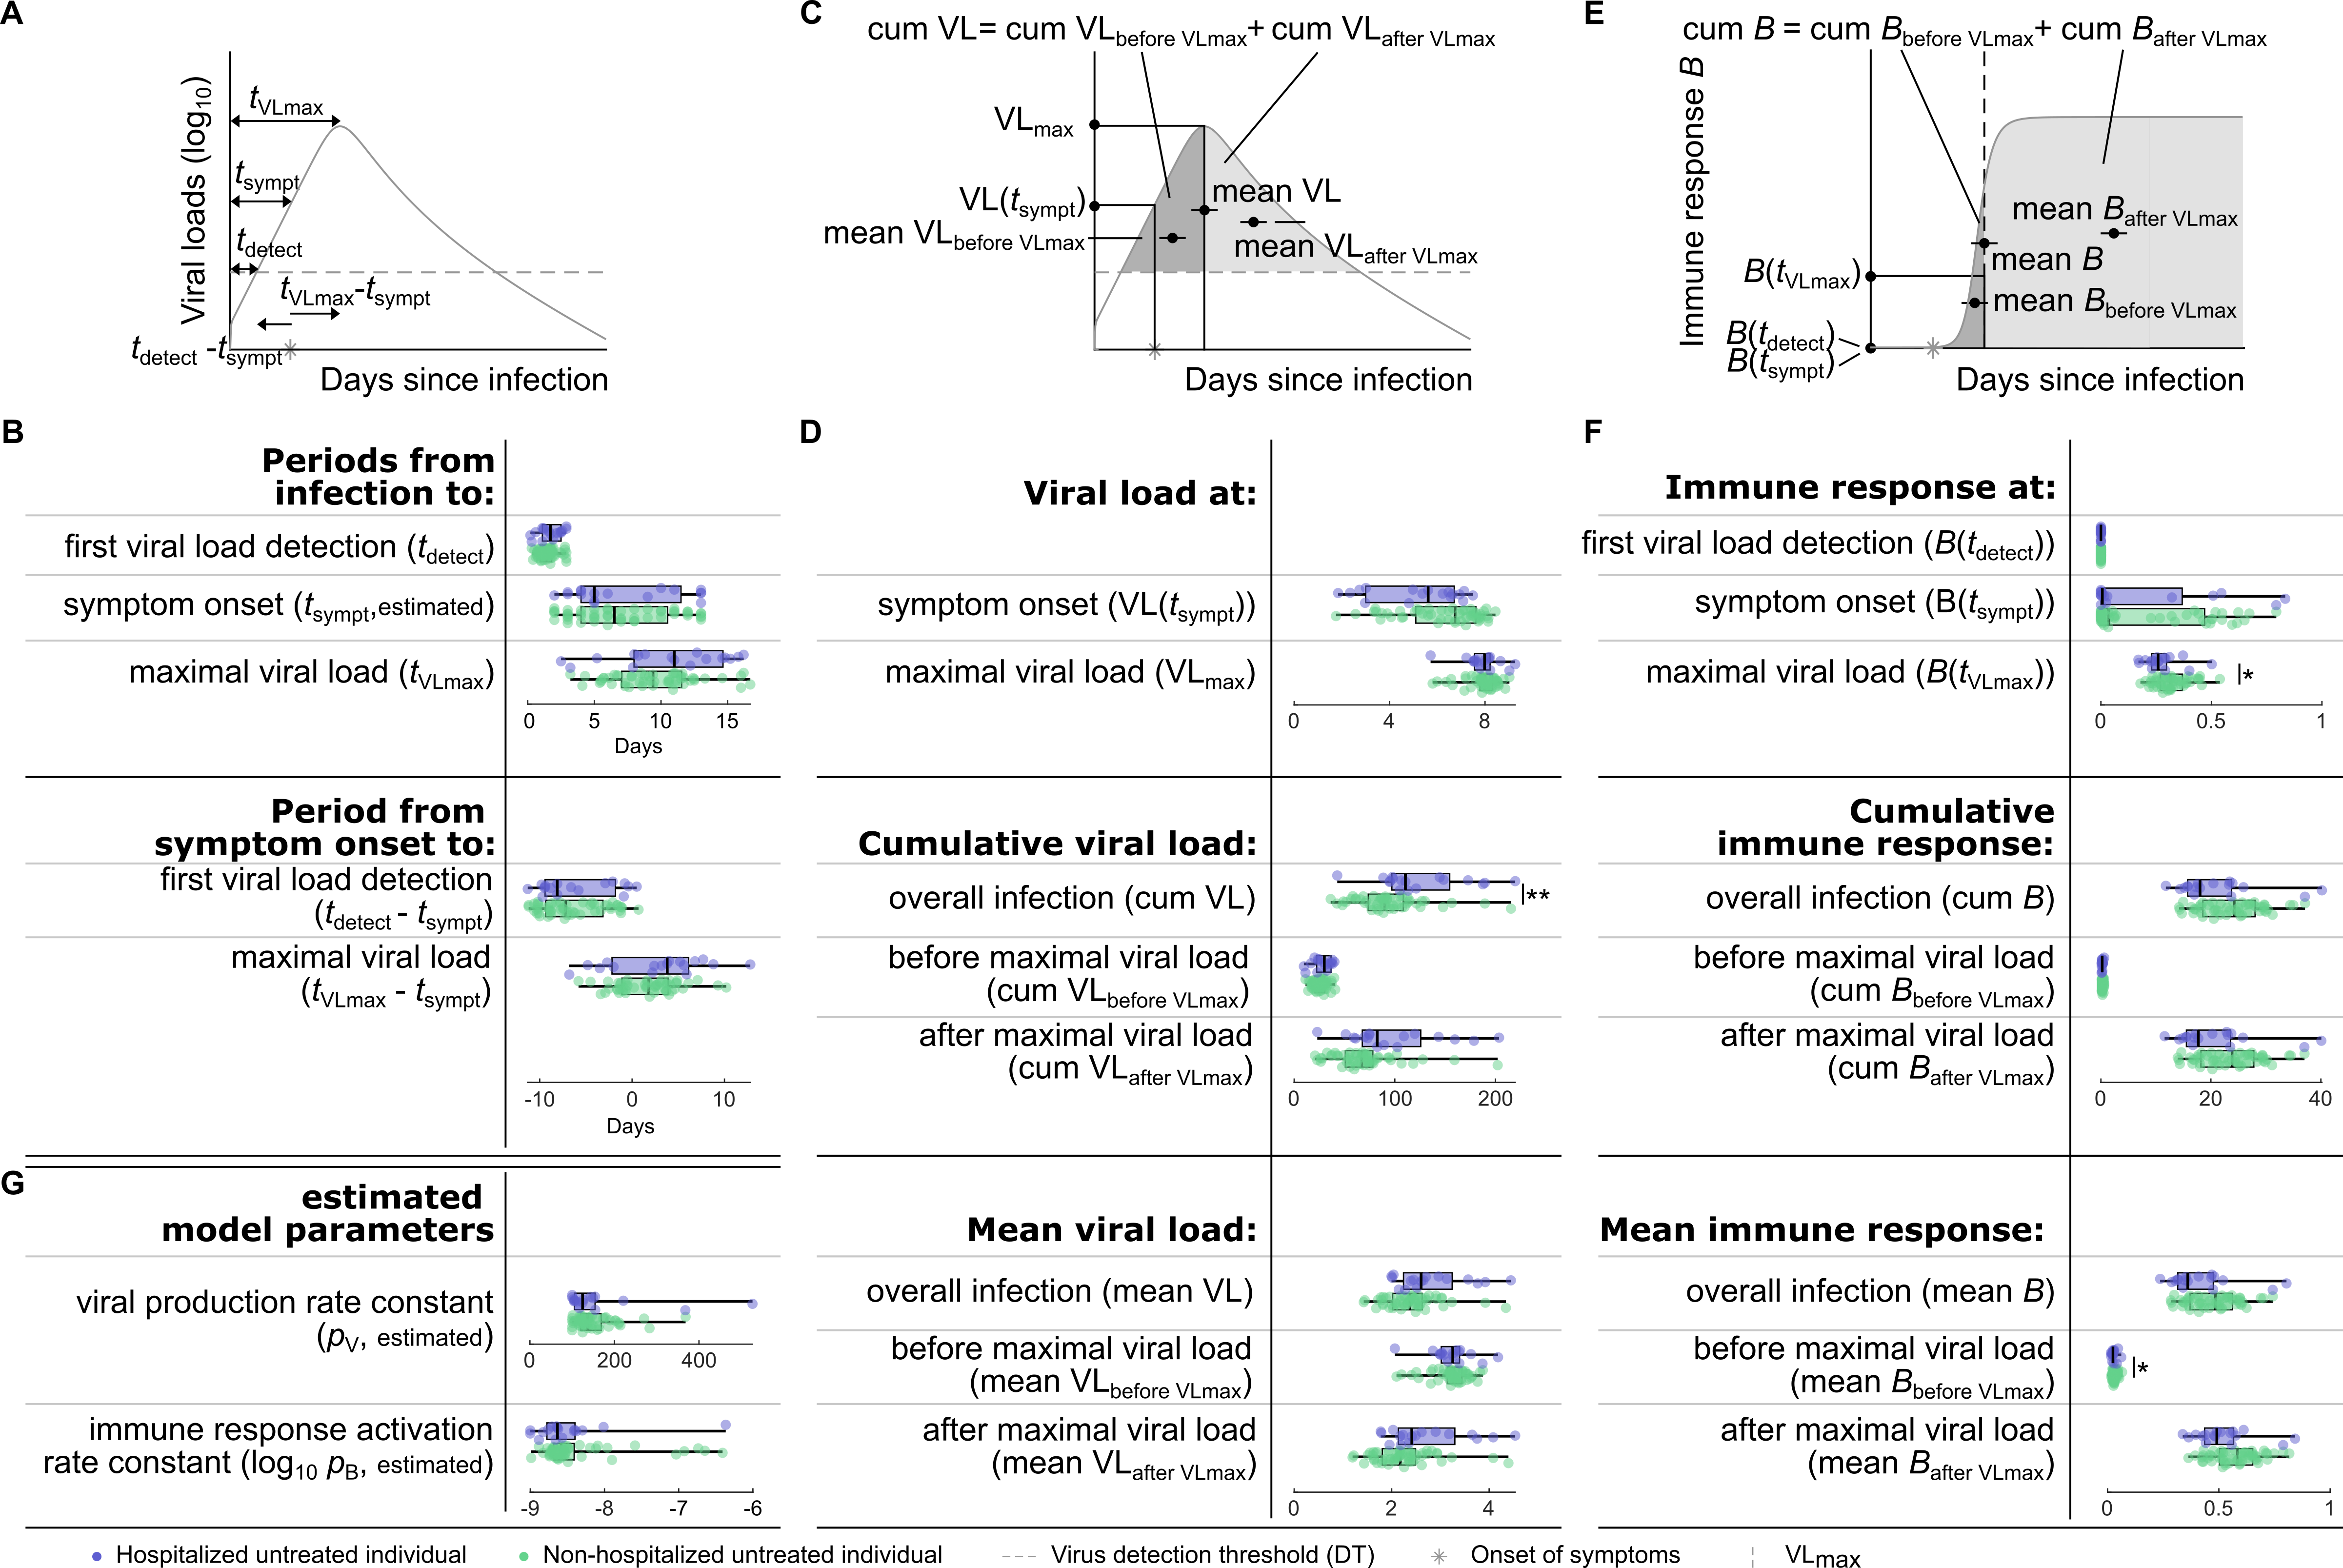 A
Viral loads (log10)
tVLmax
tsympt
tdetect
tVLmax-tsympt
tdetect -tsympt
Days since infection
C
cum VL= cum VLbefore VLmax+ cum VLafter VLmax
VLmax
VL(tsympt)
mean VLbefore VLmax
mean VL
mean VLafter VLmax
Days since infection
E
cum B = cum Bbefore VLmax+ cum Bafter VLmax
Immune response B
mean Bafter VLmax
mean B
B(tVLmax)
mean Bbefore VLmax
B(tdetect)
B(tsympt)
Days since infection
B
Periods from
infection to:
first viral load detection (tdetect)
symptom onset (tsympt,estimated)
maximal viral load (tVLmax)
0 5 10 15
Days
Period from
symptom onset to:
first viral load detection
(tdetect - tsympt)
maximal viral load
(tVLmax - tsympt)
-10 0 10
Days
D
Viral load at:
symptom onset (VL(tsympt))
maximal viral load (VLmax)
0 4 8
Cumulative viral load:
overall infection (cum VL)
**
before maximal viral load
(cum VLbefore VLmax)
after maximal viral load
(cum VLafter VLmax)
0 100 200
Mean viral load:
overall infection (mean VL)
before maximal viral load
(mean VLbefore VLmax)
after maximal viral load
(mean VLafter VLmax)
0 2 4
F
Immune response at:
first viral load detection (B(tdetect))
symptom onset (B(tsympt))
maximal viral load (B(tVLmax))
*
0 0.5 1
Cumulative
immune response:
overall infection (cum B)
before maximal viral load
(cum Bbefore VLmax)
after maximal viral load
(cum Bafter VLmax)
0 20 40
Mean immune response:
overall infection (mean B)
before maximal viral load
(mean Bbefore VLmax)
*
after maximal viral load
(mean Bafter VLmax)
0 0.5 1
G
estimated
model parameters
viral production rate constant
(pV, estimated)
0 200 400
immune response activation
rate constant (log10 pB, estimated)
-9 -8 -7 -6
Hospitalized untreated individual
Non-hospitalized untreated individual
Virus detection threshold (DT)
Onset of symptoms
VLmax